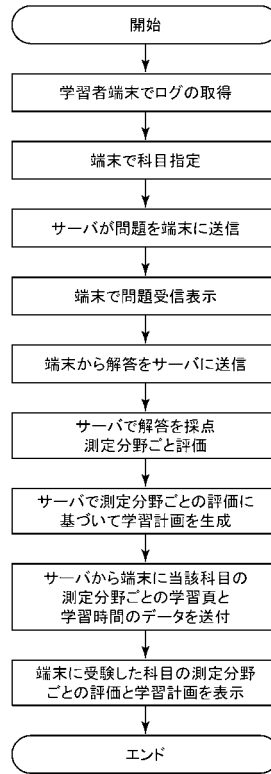 開始
学習者端末でログの取得
端末で科目指定
サーバが問題を端末に送信
端末で問題受信表示
端末から解答をサーバに送信
サーバで解答を採点
測定分野ごと評価
サーバで測定分野ごとの評価に
基づいて学習計画を生成
サーバから端末に当該科目の
測定分野ごとの学習頁と
学習時間のデータを送付
端末に受験した科目の測定分野
ごとの評価と学習計画を表示
エンド